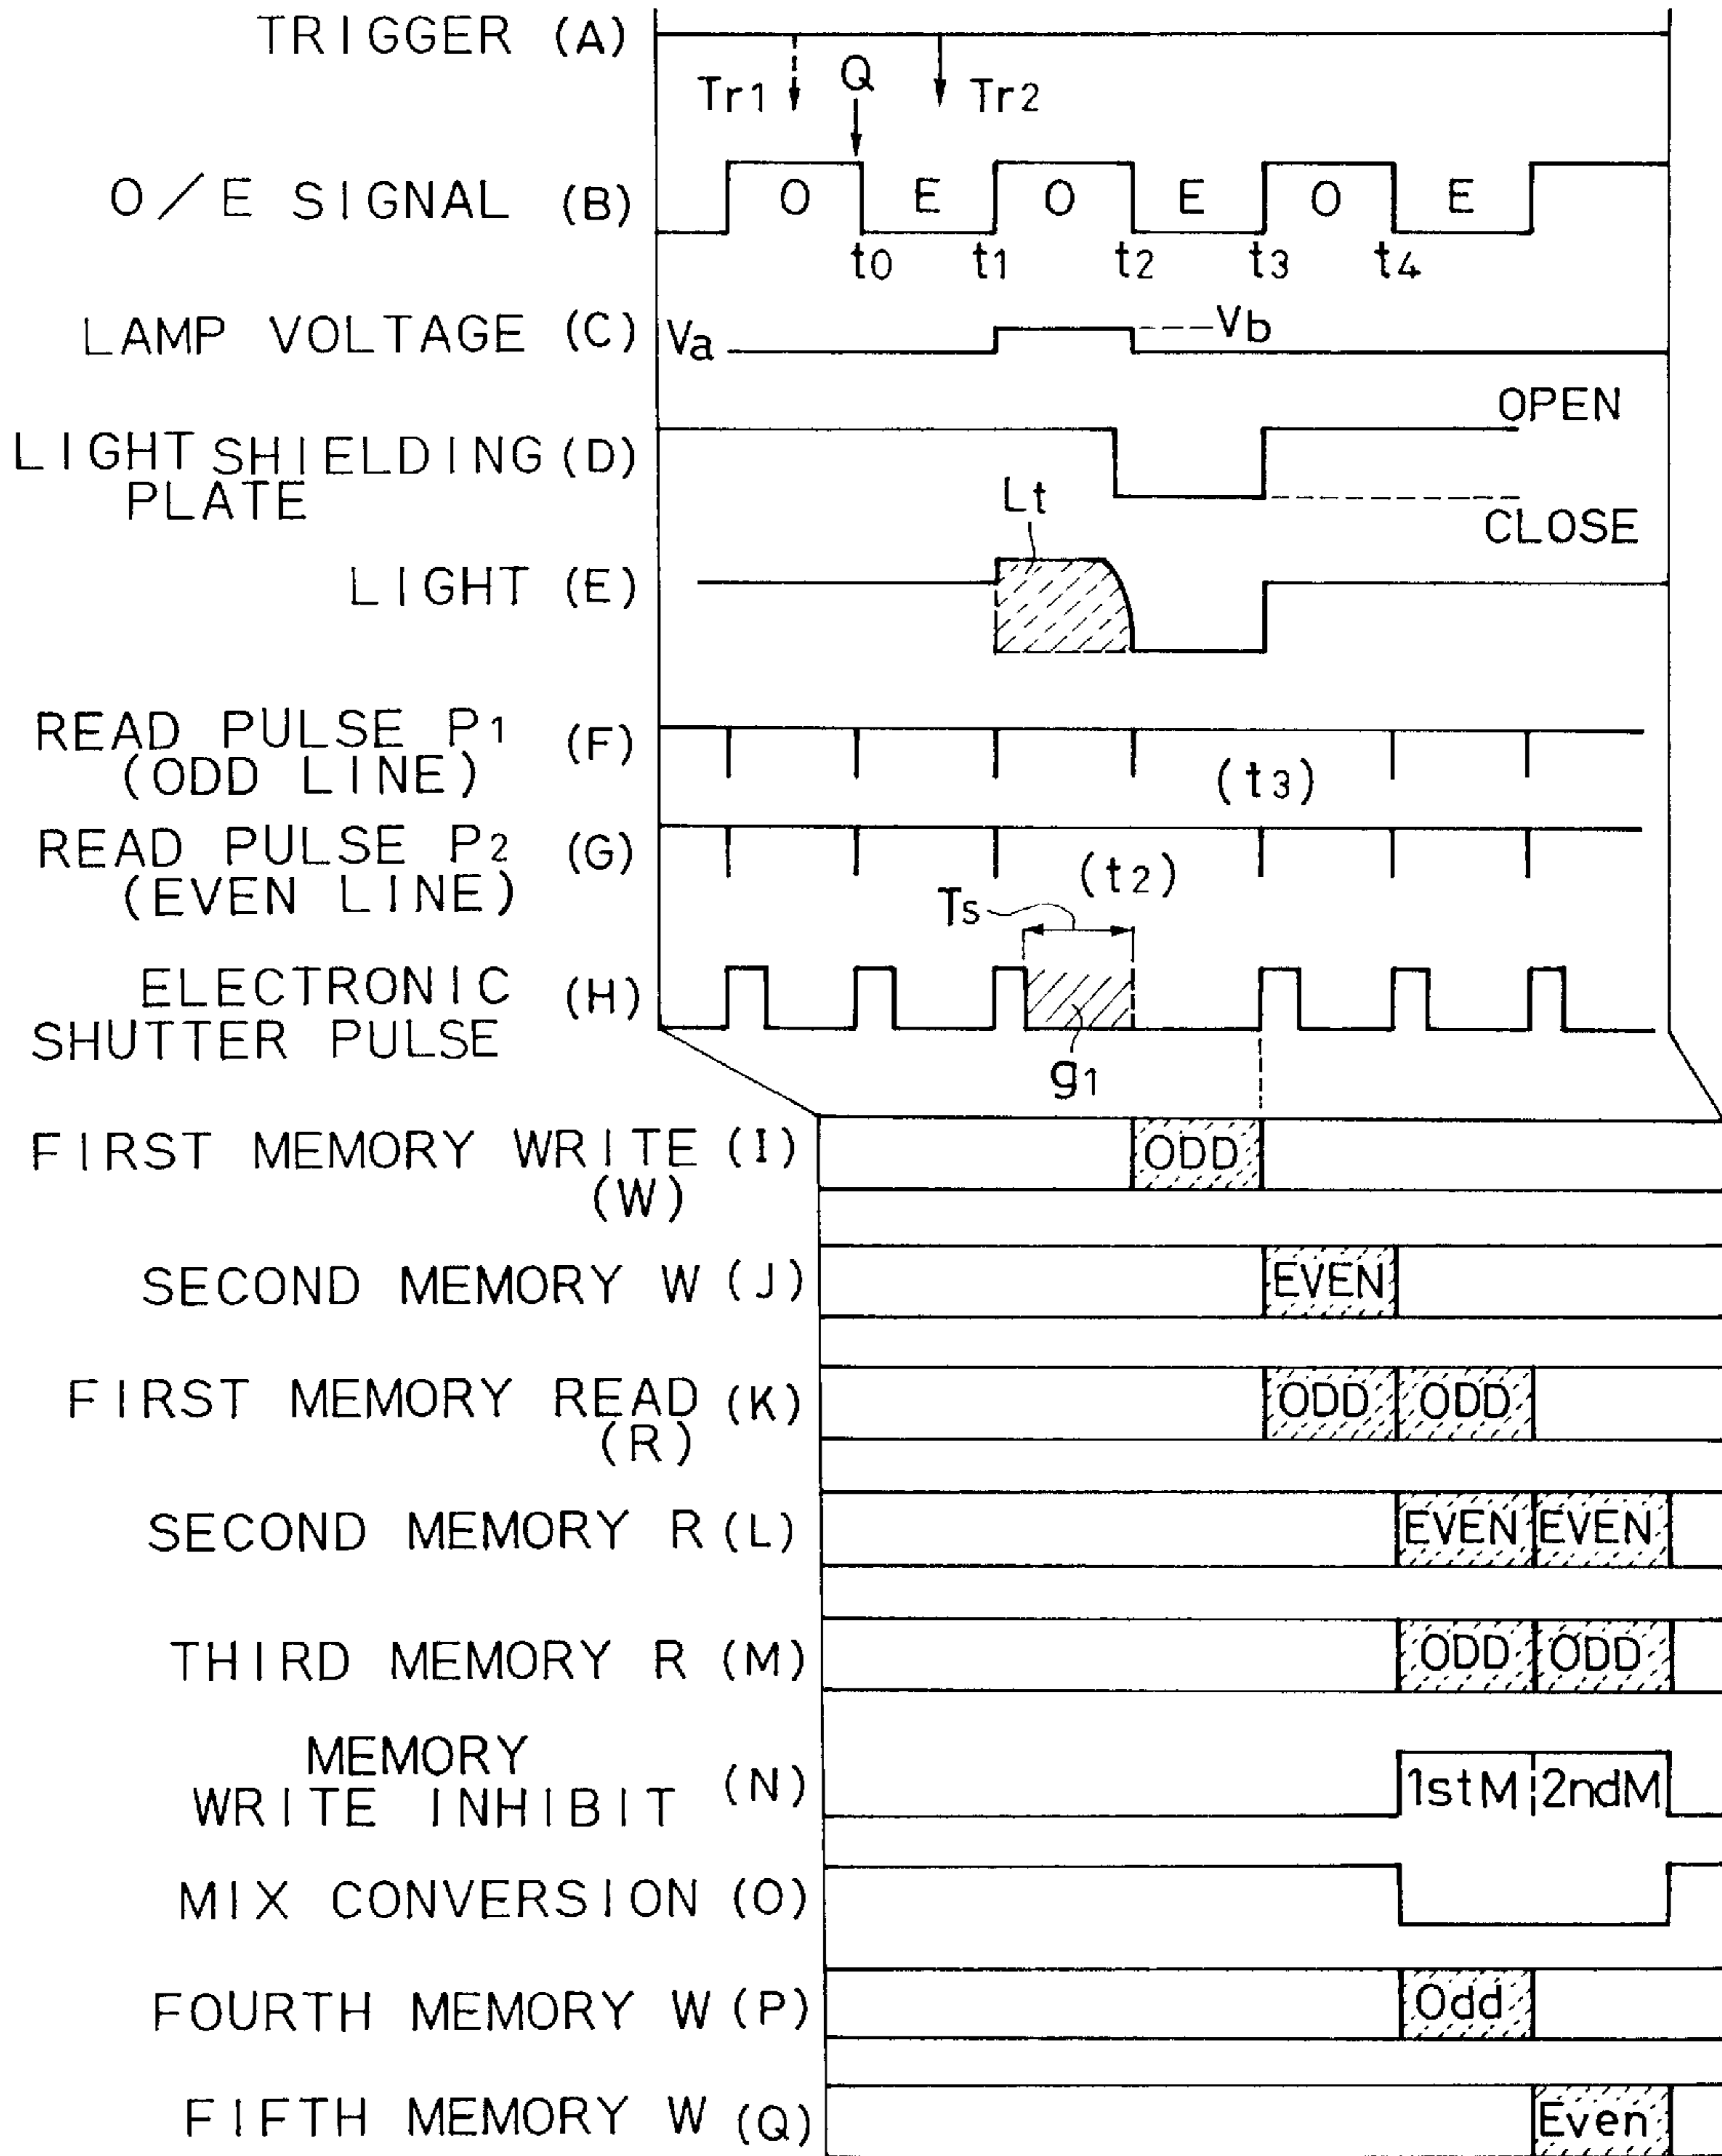 TRIGGER (A)
Tr1 Q Tr2
O/E SIGNAL (B) O E O E O E
t0 t1 t2 t3 t4
LAMP VOLTAGE (C) Va Vb
OPEN
LIGHT SHIELDING (D)
PLATE
Lt CLOSE
LIGHT (E)
READ PULSE P1 (F)
(ODD LINE) (t3)
READ PULSE P2 (G)
(EVEN LINE) (t2)
Ts
ELECTRONIC (H)
SHUTTER PULSE
g1
FIRST MEMORY WRITE (I) ODD
(W)
SECOND MEMORY W (J) EVEN
FIRST MEMORY READ (K) ODD ODD
(R)
SECOND MEMORY R (L) EVEN EVEN
THIRD MEMORY R (M) ODD ODD
MEMORY
WRITE INHIBIT (N) 1stM 2ndM
MIX CONVERSION (O)
FOURTH MEMORY W (P) Odd
FIFTH MEMORY W (Q) Even